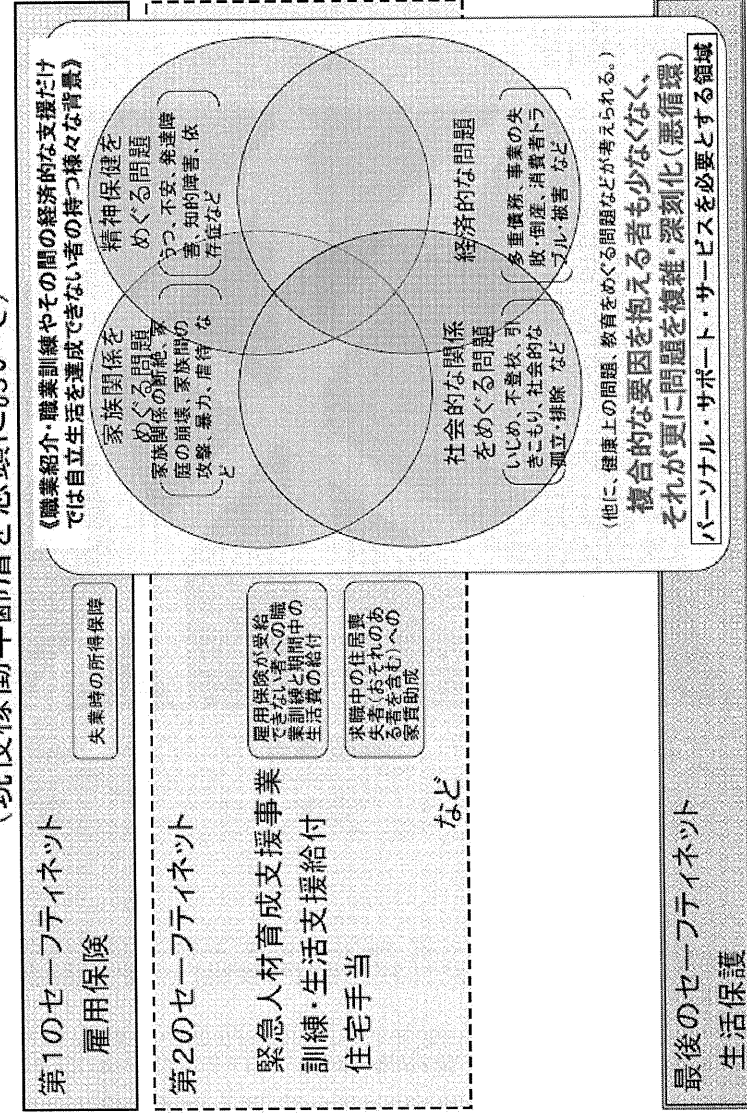 (現役稼働年齢層を念頭において)
第1のセーフティネット
雇用保険
失業時の所得保障
第2のセーフティネット
緊急人材育成支援事業
訓練・生活支援給付
住宅手当
など
雇用保険が受給
できない者への職
業訓練と期間中の
生活費の給付
求職中の住居喪
失者(おそれのあ
る者を含む)への
家賃助成
最後のセーフティネット
生活保護
《職業紹介・職業訓練やその間の経済的な支援だけ
では自立生活を達成できない者の持つ様々な背景》
家族関係を
めぐる問題
家族関係の断絶、家
庭の崩壊、家族間の
攻撃、暴力、虐待 な
ど
精神保健を
めぐる問題
うつ、不安、発達障
害、知的障害、依
存症など
社会的な関係
をめぐる問題
いじめ、不登校、引
きこもり、社会的な
孤立・排除 など
経済的な問題
多重債務、事業の失
敗・倒産、消費者トラ
ブル・被害 など
(他に、健康上の問題、教育をめぐる問題などが考えられる。)
複合的な要因を抱える者も少なくなく、
それが更に問題を複雑・深刻化(悪循環)
パーソナル・サポート・サービスを必要とする領域